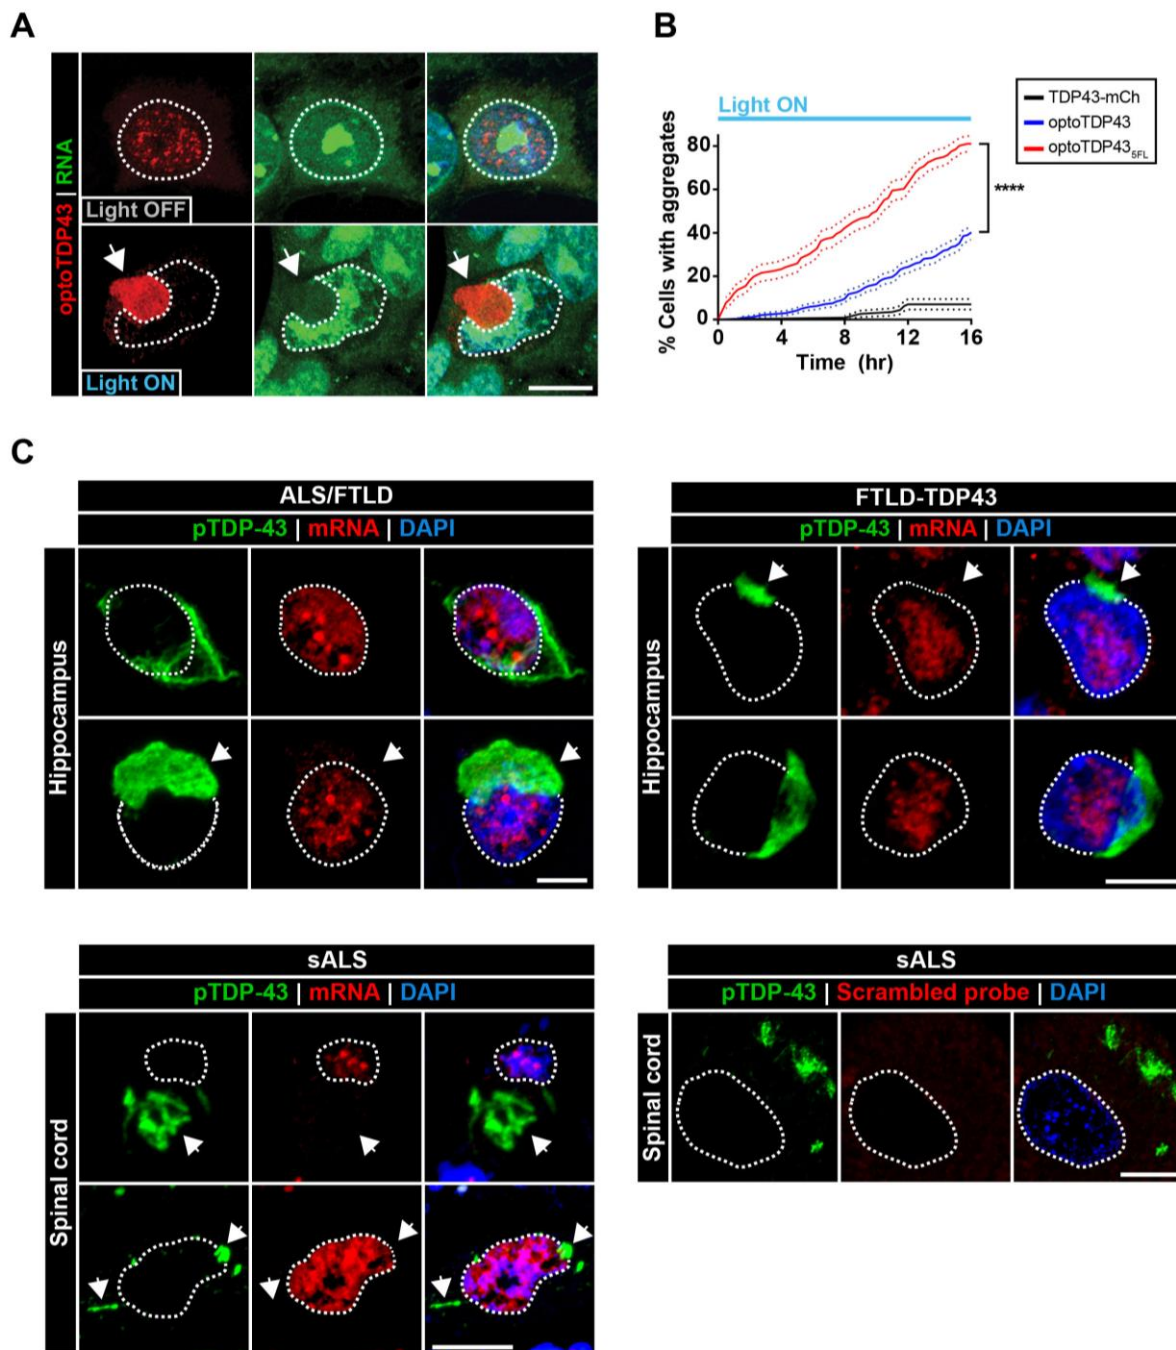 A
optoTDP43 | RNA
Light OFF
Light ON
B
Light ON
% Cells with aggregates
80
60
40
20
0
0 4 8 12 16
Time (hr)
****
TDP43-mCh
optoTDP43
optoTDP435FL
C
ALS/FTLD
pTDP-43 | mRNA | DAPI
Hippocampus
FTLD-TDP43
pTDP-43 | mRNA | DAPI
Hippocampus
sALS
pTDP-43 | mRNA | DAPI
Spinal cord
sALS
pTDP-43 | Scrambled probe | DAPI
Spinal cord